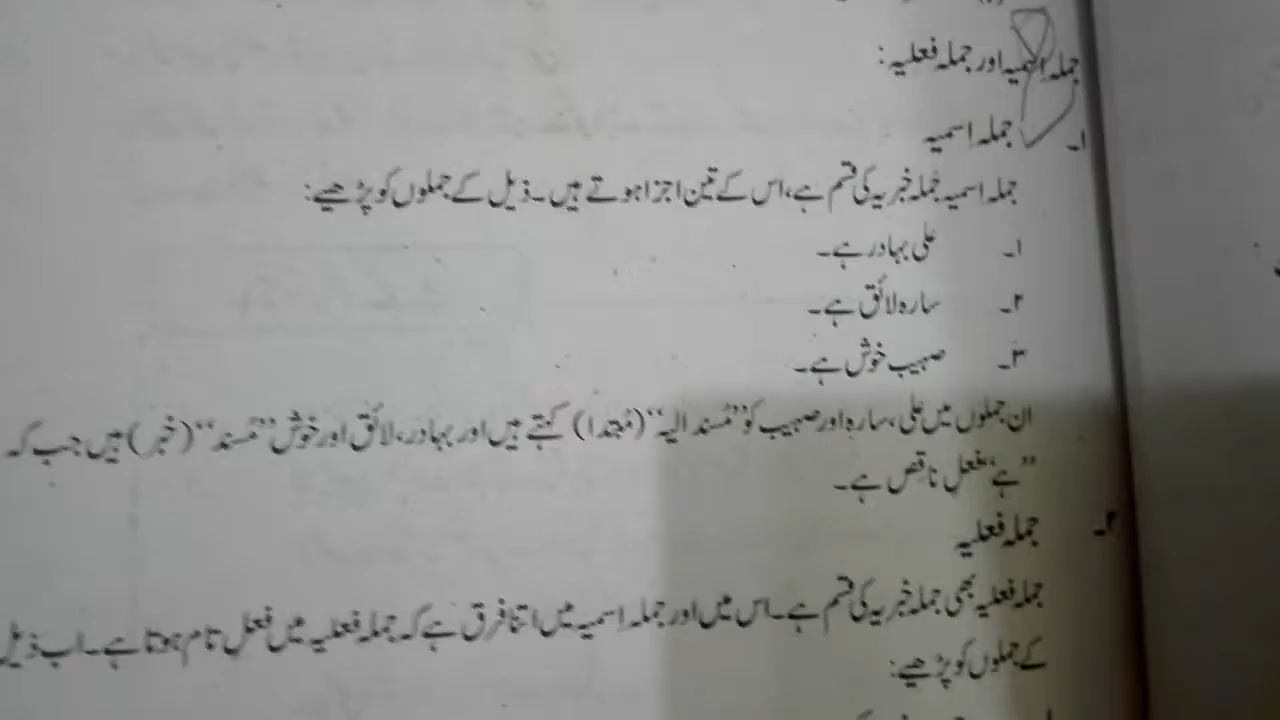 جملہ اسمیہ اور جملہ فعلیہ:
۱۔ جملہ اسمیہ
جملہ اسمیہ جملہ خبریہ کی قسم ہے، اس کے تین اجزا ہوتے ہیں۔ ذیل کے جملوں کو پڑھیے:
۱۔ علی بہادر ہے۔
۲۔ سارہ لائق ہے۔
۳۔ صہیب خوش ہے۔
ان جملوں میں علی، سارہ اور صہیب کو ”مُسند الیہ“ (مُبتدا) کہتے ہیں اور بہادر، لائق اور خوش ”مُسند“ (خبر) ہیں جب کہ
”ہے“ فعلِ ناقص ہے۔
۲۔ جملہ فعلیہ
جملہ فعلیہ بھی جملہ خبریہ کی قسم ہے۔ اس میں اور جملہ اسمیہ میں اتنا فرق ہے کہ جملہ فعلیہ میں فعل تام ہوتا ہے۔ اب ذیل
کے جملوں کو پڑھیے: